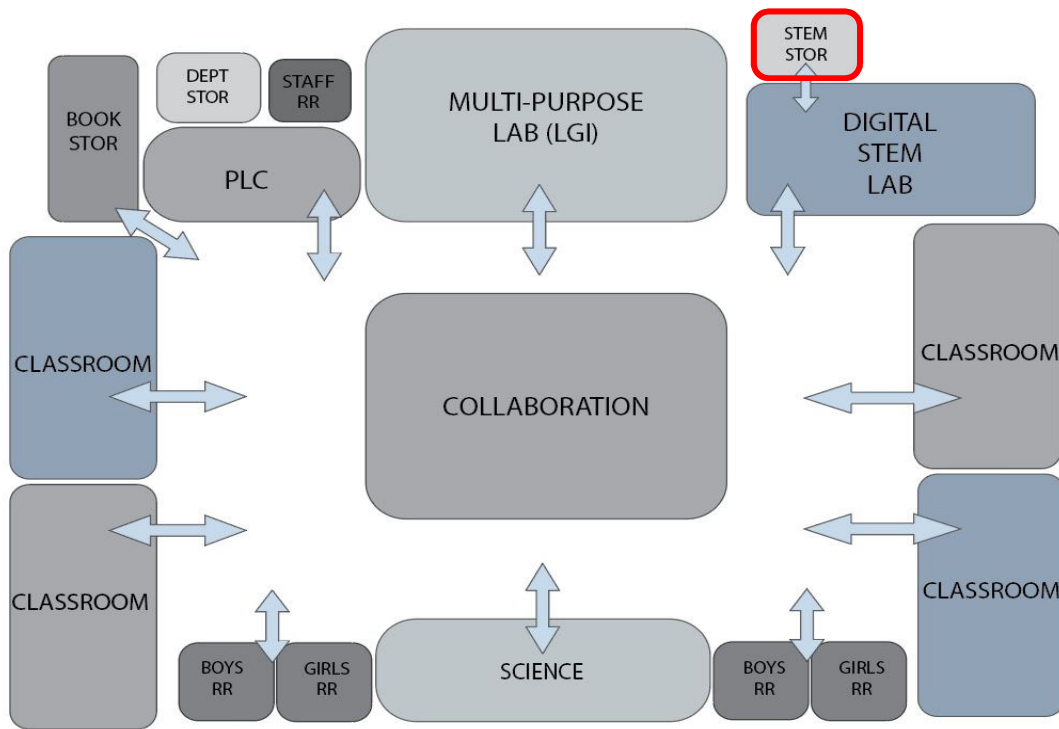 STEM
STOR
DEPT
STOR
STAFF
RR
BOOK
STOR
MULTI-PURPOSE
LAB (LGI)
DIGITAL
STEM
LAB
PLC
CLASSROOM
CLASSROOM
COLLABORATION
CLASSROOM
CLASSROOM
BOYS
RR
GIRLS
RR
SCIENCE
BOYS
RR
GIRLS
RR